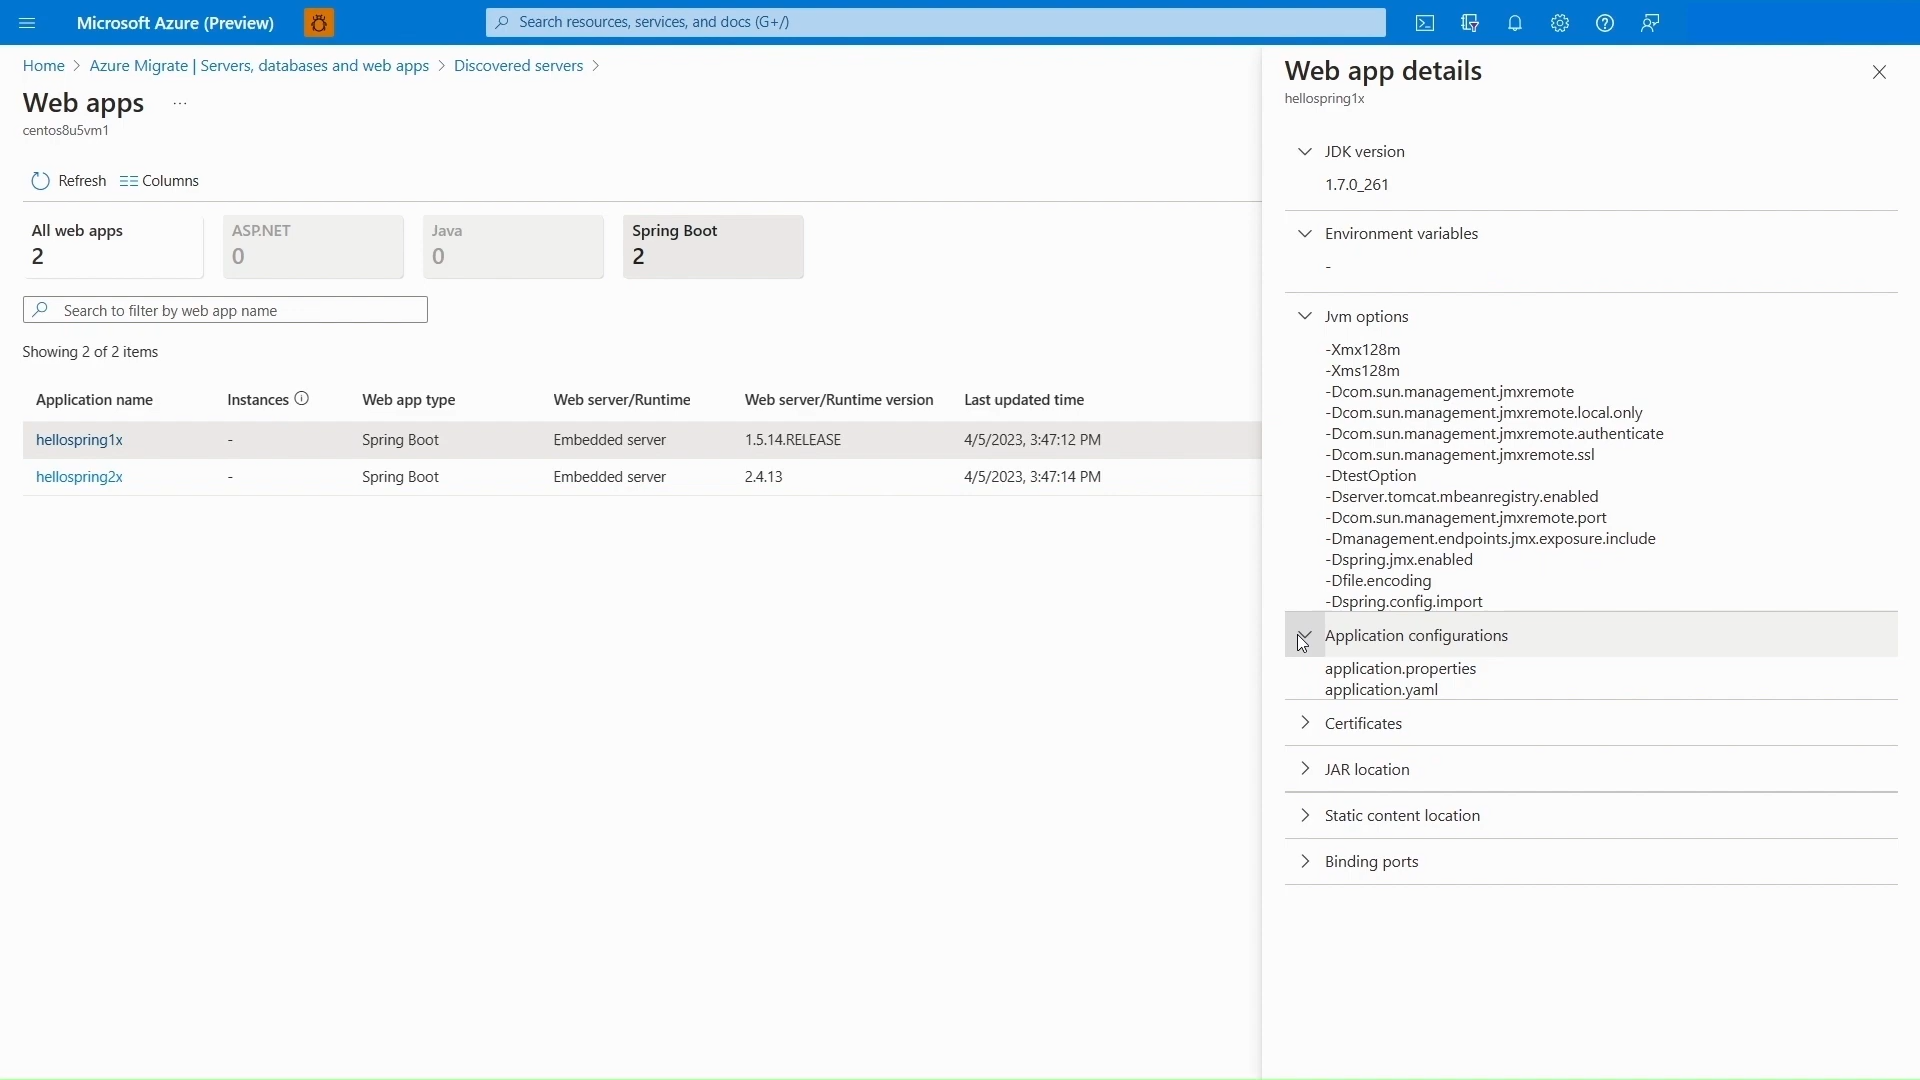 Microsoft Azure (Preview)
Search resources, services, and docs (G+/)
Home > Azure Migrate | Servers, databases and web apps > Discovered servers >
Web apps ...
centos8u5vm1
Refresh Columns
All web apps
2
ASP.NET
0
Java
0
Spring Boot
2
Search to filter by web app name
Showing 2 of 2 items
Application name Instances Web app type Web server/Runtime Web server/Runtime version Last updated time
hellospring1x - Spring Boot Embedded server 1.5.14.RELEASE 4/5/2023, 3:47:12 PM
hellospring2x - Spring Boot Embedded server 2.4.13 4/5/2023, 3:47:14 PM
Web app details
hellospring1x
JDK version
1.7.0_261
Environment variables
-
Jvm options
-Xmx128m
-Xms128m
-Dcom.sun.management.jmxremote
-Dcom.sun.management.jmxremote.local.only
-Dcom.sun.management.jmxremote.authenticate
-Dcom.sun.management.jmxremote.ssl
-DtestOption
-Dserver.tomcat.mbeanregistry.enabled
-Dcom.sun.management.jmxremote.port
-Dmanagement.endpoints.jmx.exposure.include
-Dspring.jmx.enabled
-Dfile.encoding
-Dspring.config.import
Application configurations
application.properties
application.yaml
Certificates
JAR location
Static content location
Binding ports